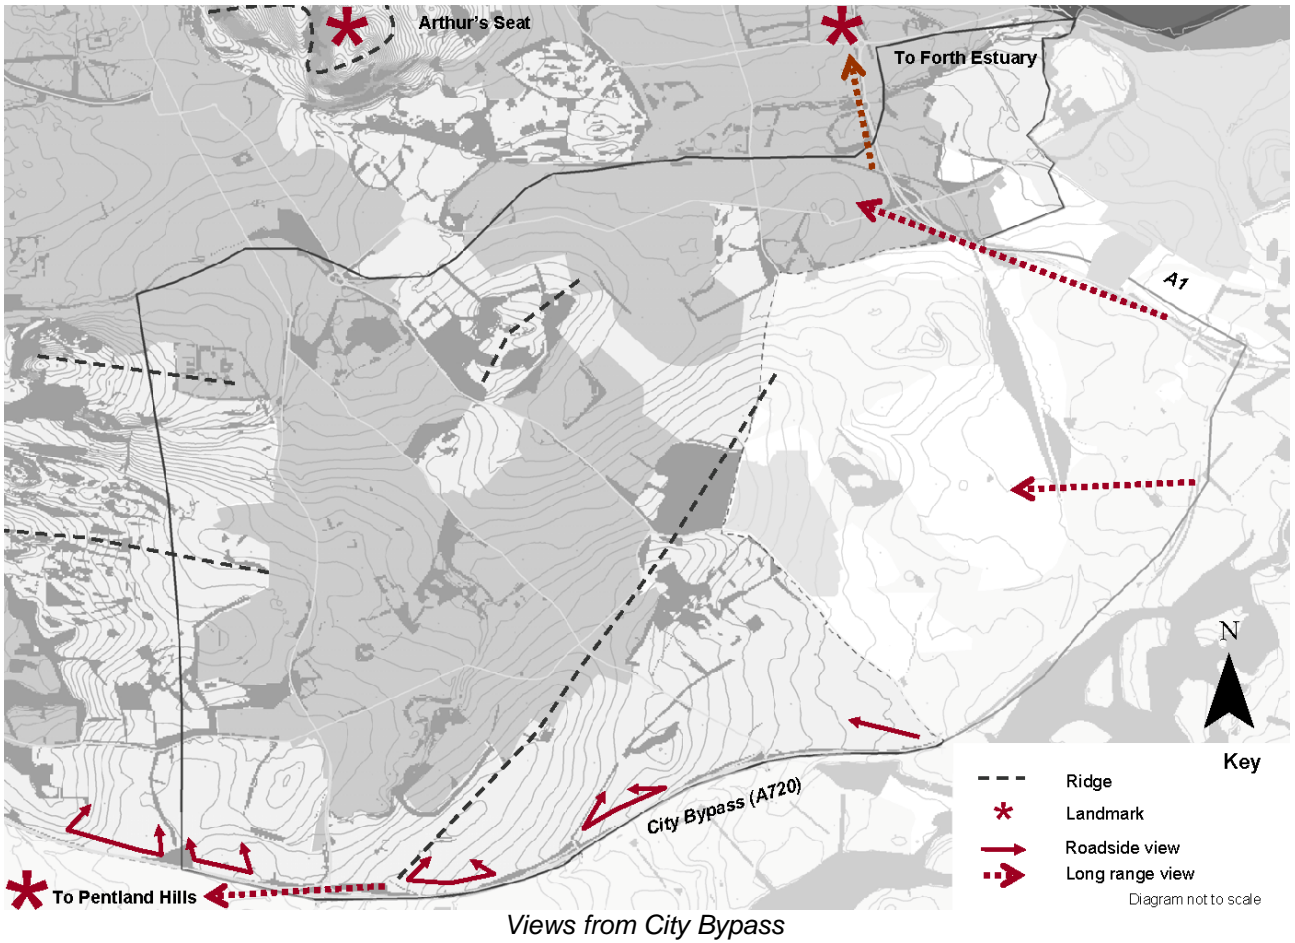 Arthur's Seat
To Forth Estuary
A1
City Bypass (A720)
To Pentland Hills
N
Key
Ridge
Landmark
Roadside view
Long range view
Diagram not to scale
Views from City Bypass